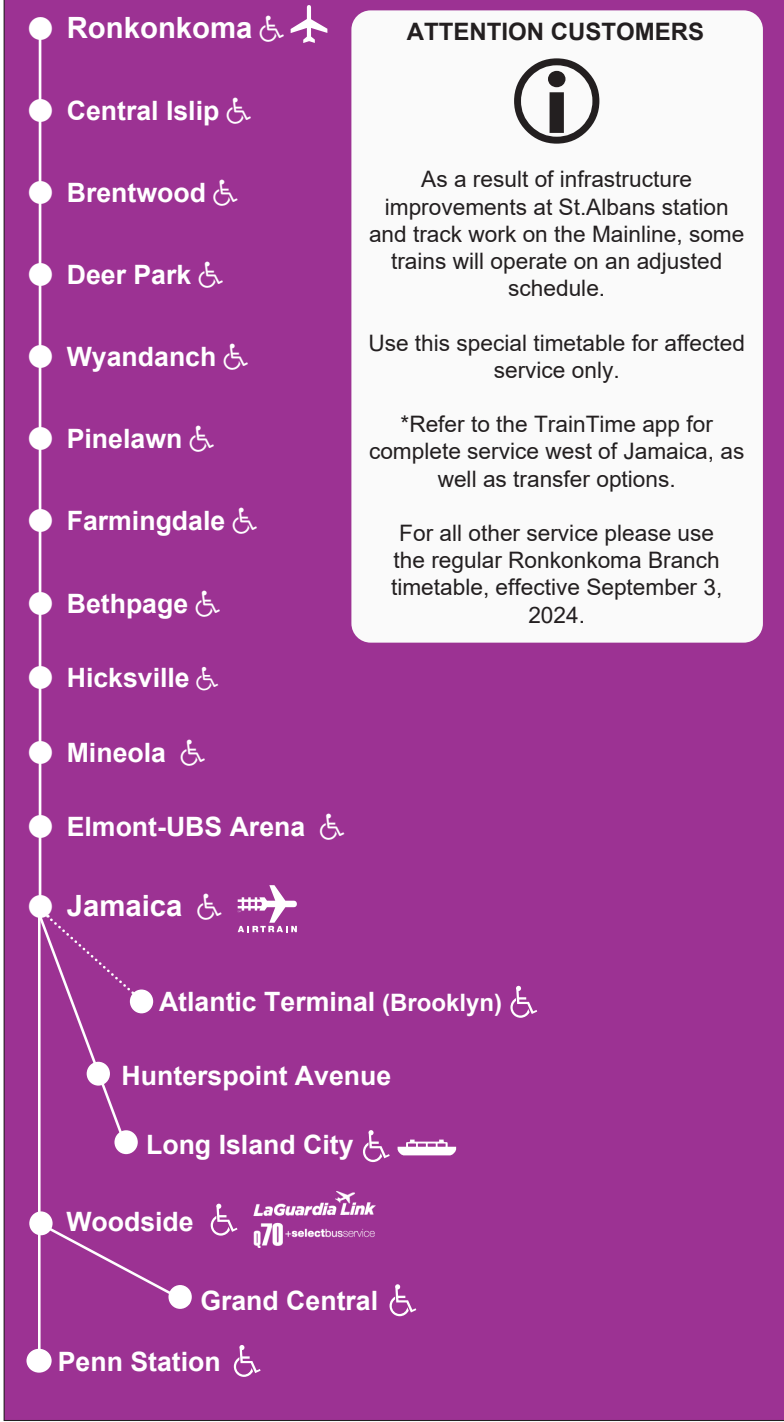 Ronkonkoma
Central Islip
Brentwood
Deer Park
Wyandanch
Pinelawn
Farmingdale
Bethpage
Hicksville
Mineola
Elmont-UBS Arena
Jamaica
AIRTRAIN
Atlantic Terminal (Brooklyn)
Hunterspoint Avenue
Long Island City
Woodside
LaGuardia Link
Q70 +selectbusservice
Grand Central
Penn Station
ATTENTION CUSTOMERS
As a result of infrastructure
improvements at St.Albans station
and track work on the Mainline, some
trains will operate on an adjusted
schedule.
Use this special timetable for affected
service only.
*Refer to the TrainTime app for
complete service west of Jamaica, as
well as transfer options.
For all other service please use
the regular Ronkonkoma Branch
timetable, effective September 3,
2024.